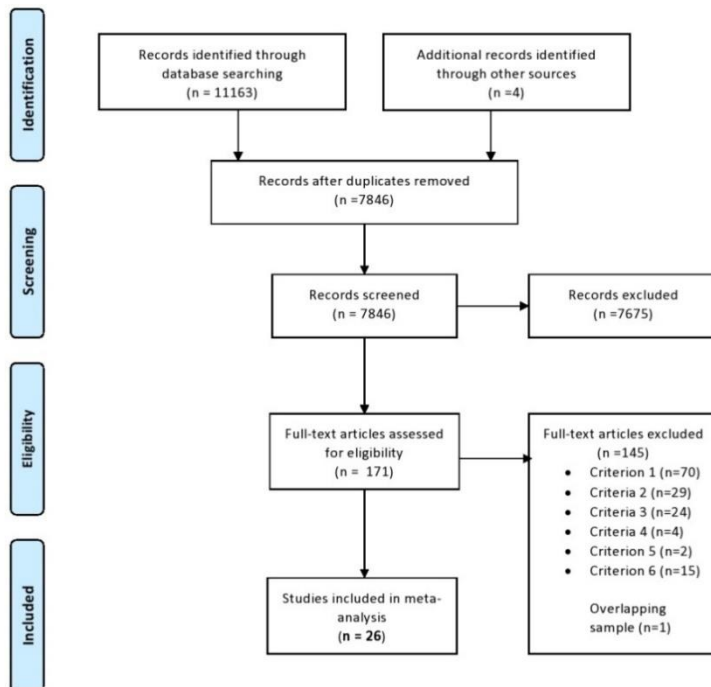 Identification
Records identified through
database searching
(n = 11163)
Additional records identified
through other sources
(n =4)
Records after duplicates removed
(n =7846)
Screening
Records screened
(n = 7846)
Records excluded
(n =7675)
Eligibility
Full-text articles assessed
for eligibility
(n = 171)
Full-text articles excluded
(n =145)
• Criterion 1 (n=70)
• Criteria 2 (n=29)
• Criteria 3 (n=24)
• Criteria 4 (n=4)
• Criterion 5 (n=2)
• Criterion 6 (n=15)
Overlapping
sample (n=1)
Included
Studies included in meta-
analysis
(n = 26)